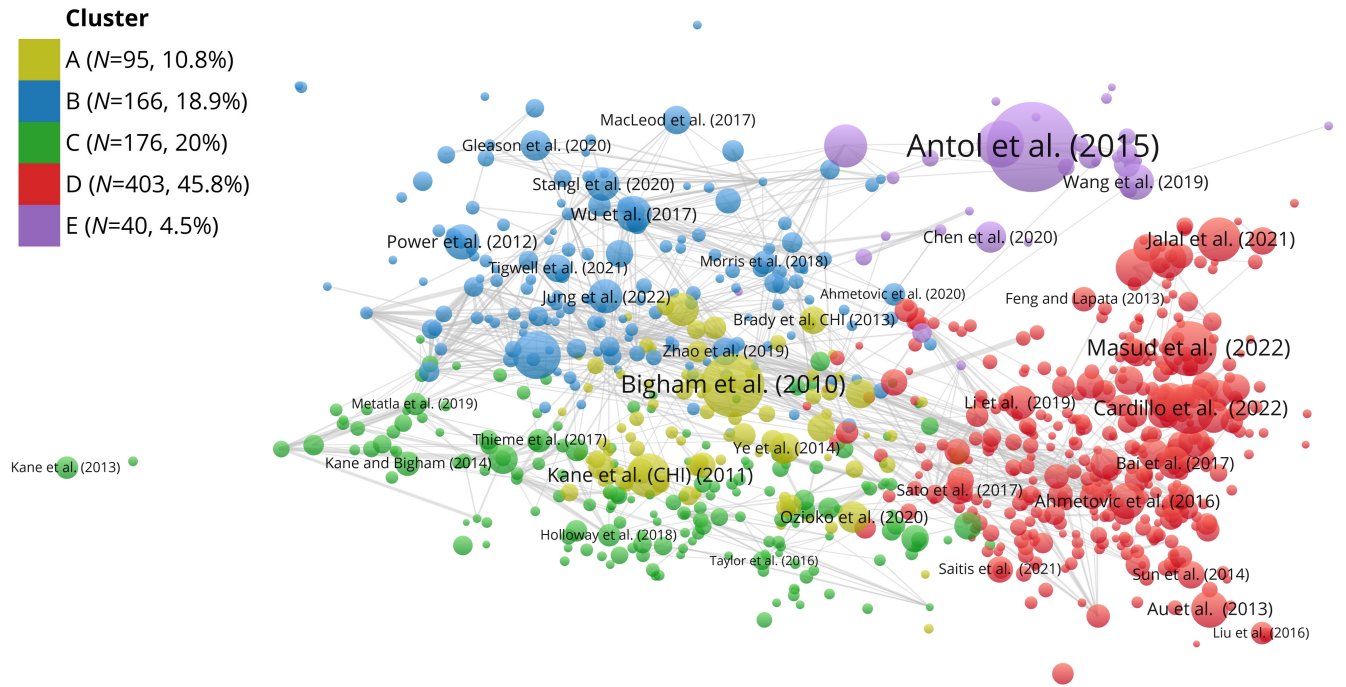 Cluster
A (N=95, 10.8%)
B (N=166, 18.9%)
C (N=176, 20%)
D (N=403, 45.8%)
E (N=40, 4.5%)
MacLeod et al. (2017)
Gleason et al. (2020)
Antol et al. (2015)
Stangl et al. (2020)
Wang et al. (2019)
Wu et al. (2017)
Power et al. (2012)
Chen et al. (2020)
Jalal et al. (2021)
Tigwell et al. (2021)
Morris et al. (2018)
Jung et al. (2022)
Ahmetovic et al. (2020)
Feng and Lapata (2013)
Brady et al. CHI (2013)
Zhao et al. (2019)
Masud et al. (2022)
Bigham et al. (2010)
Metatla et al. (2019)
Li et al. (2019)
Cardillo et al. (2022)
Thieme et al. (2017)
Ye et al. (2014)
Kane et al. (2013)
Kane and Bigham (2014)
Bai et al. (2017)
Kane et al. (CHI) (2011)
Sato et al. (2017)
Ahmetovic et al. (2016)
Ozioko et al. (2020)
Holloway et al. (2018)
Taylor et al. (2016)
Saitis et al. (2021)
Sun et al. (2014)
Au et al. (2013)
Liu et al. (2016)